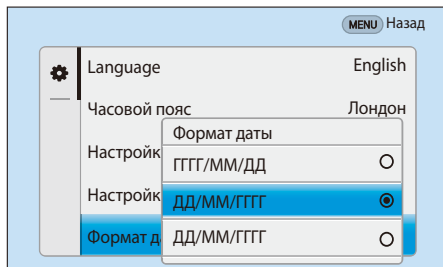 MENU Назад
Language English
Часовой пояс Лондон
Формат даты
Настройк
ГГГГ/ММ/ДД
Настройк
ДД/ММ/ГГГГ
Формат д
ДД/ММ/ГГГГ